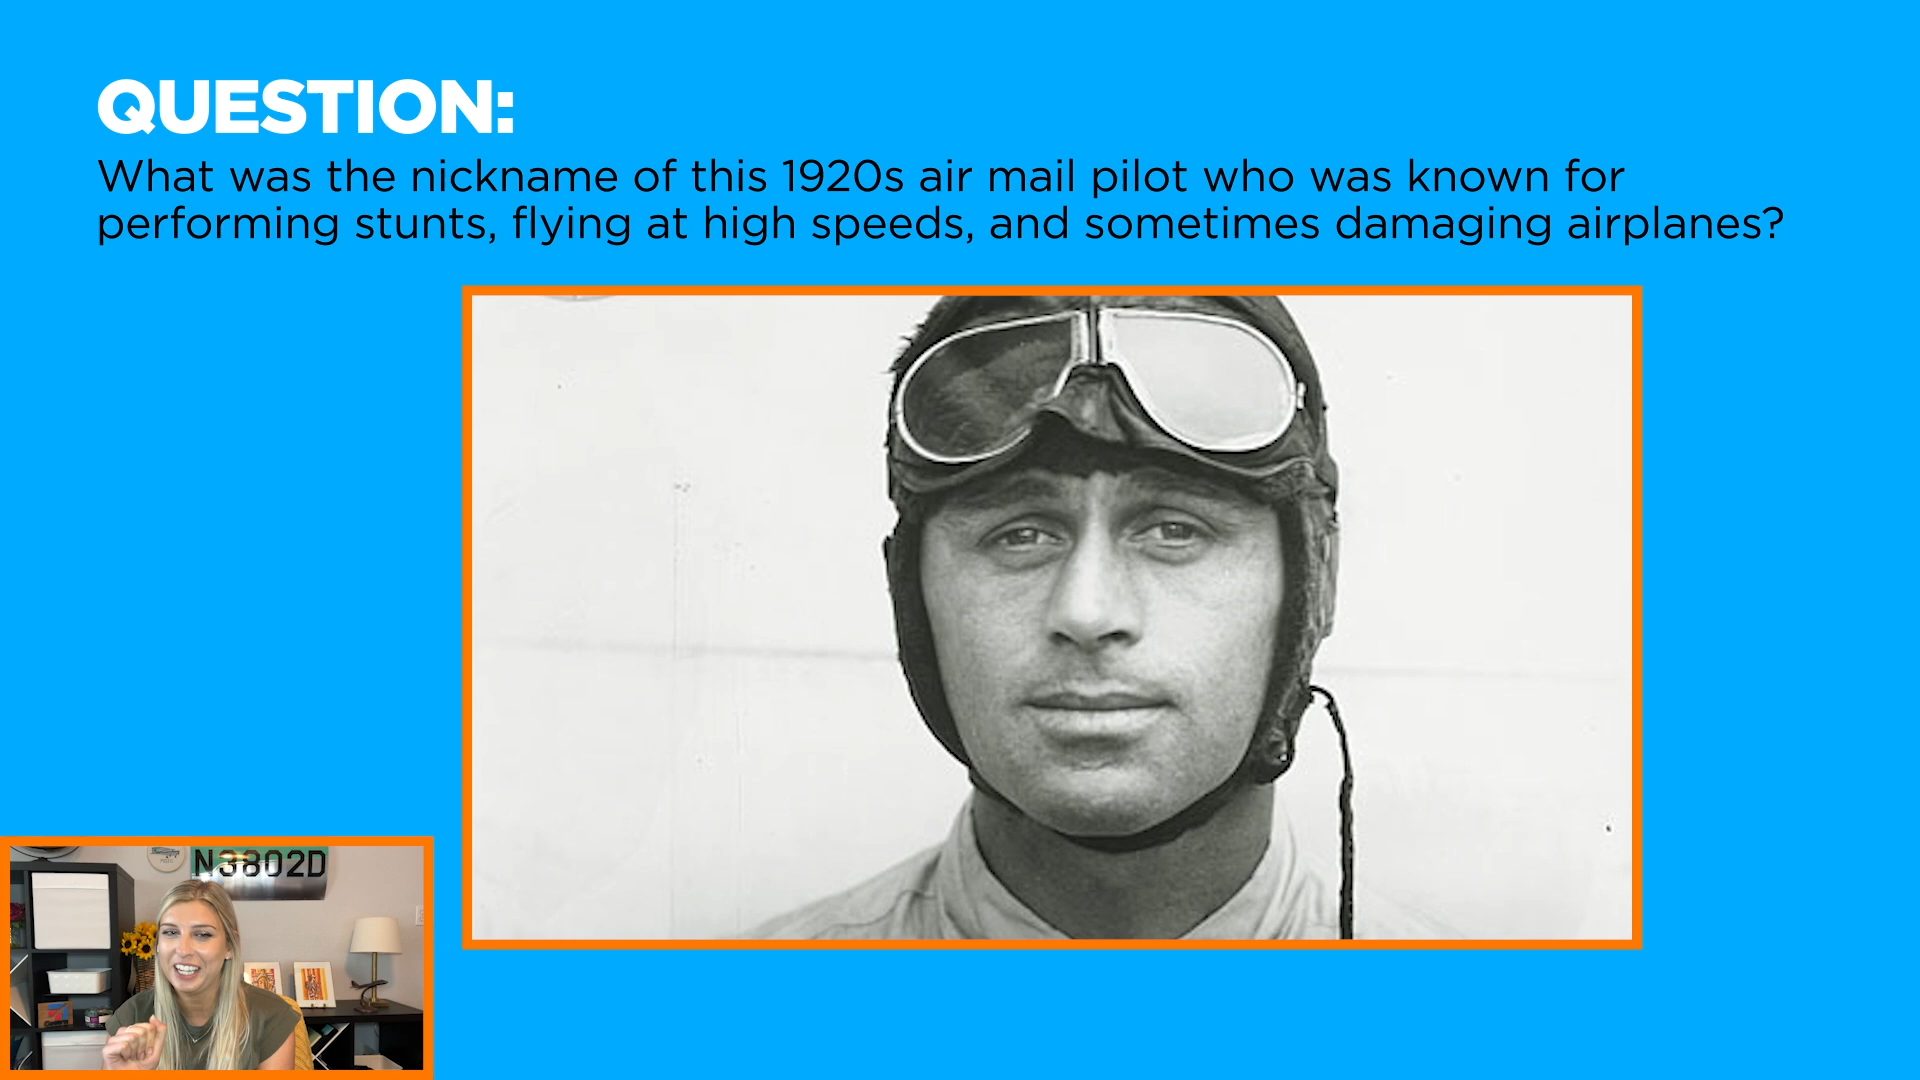 QUESTION:
What was the nickname of this 1920s air mail pilot who was known for
performing stunts, flying at high speeds, and sometimes damaging airplanes?
N3802D